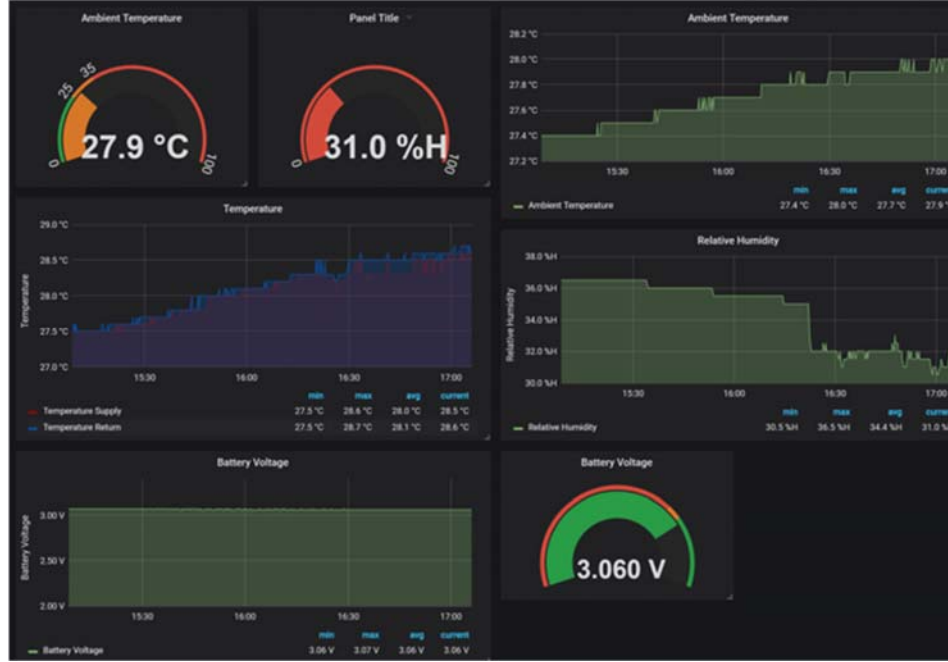 Ambient Temperature
0 25 35 100
27.9 °C
Panel Title
0 100
31.0 %H
Ambient Temperature
28.2 °C
28.0 °C
27.8 °C
27.6 °C
27.4 °C
27.2 °C
15:30 16:00 16:30 17:00
min max avg curre
Ambient Temperature 27.4 °C 28.0 °C 27.7 °C 27.9 °
Temperature
Temperature
29.0 °C
28.5 °C
28.0 °C
27.5 °C
27.0 °C
15:30 16:00 16:30 17:00
min max avg current
Temperature Supply 27.5 °C 28.6 °C 28.0 °C 28.5 °C
Temperature Return 27.5 °C 28.7 °C 28.1 °C 28.6 °C
Relative Humidity
Relative Humidity
38.0 %H
36.0 %H
34.0 %H
32.0 %H
30.0 %H
15:30 16:00 16:30 17:00
min max avg curre
Relative Humidity 30.5 %H 36.5 %H 34.4 %H 31.0 %
Battery Voltage
Battery Voltage
3.00 V
2.50 V
2.00 V
15:30 16:00 16:30 17:00
min max avg current
Battery Voltage 3.06 V 3.07 V 3.06 V 3.06 V
Battery Voltage
3.060 V